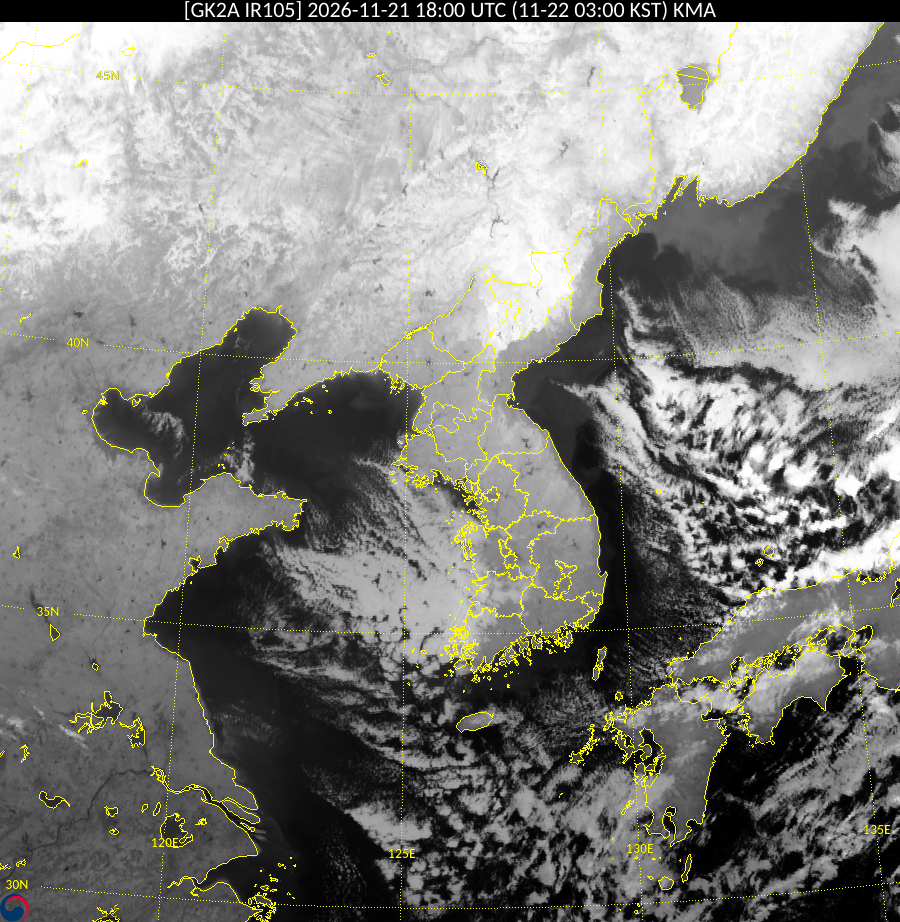 [GK2A IR105] 2026-11-21 18:00 UTC (11-22 03:00 KST) KMA
45N
40N
35N
135E
120E
125E
130E
30N